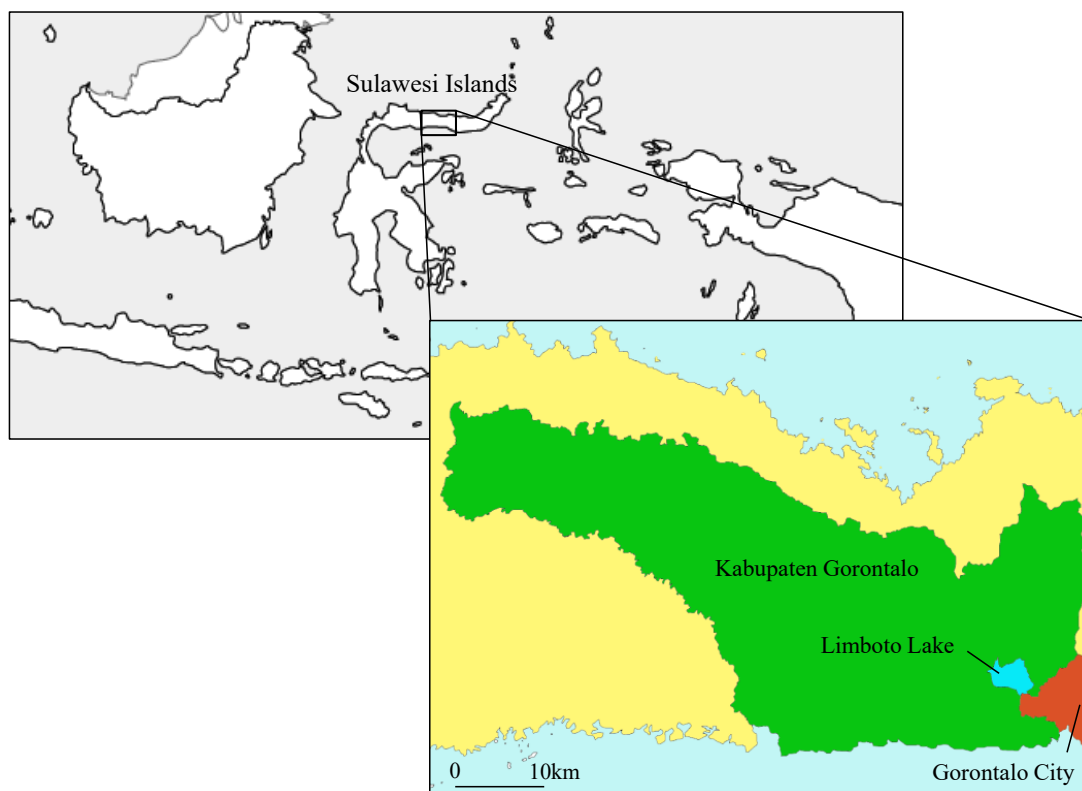 Sulawesi Islands
Kabupaten Gorontalo
Limboto Lake
0 10km
Gorontalo City